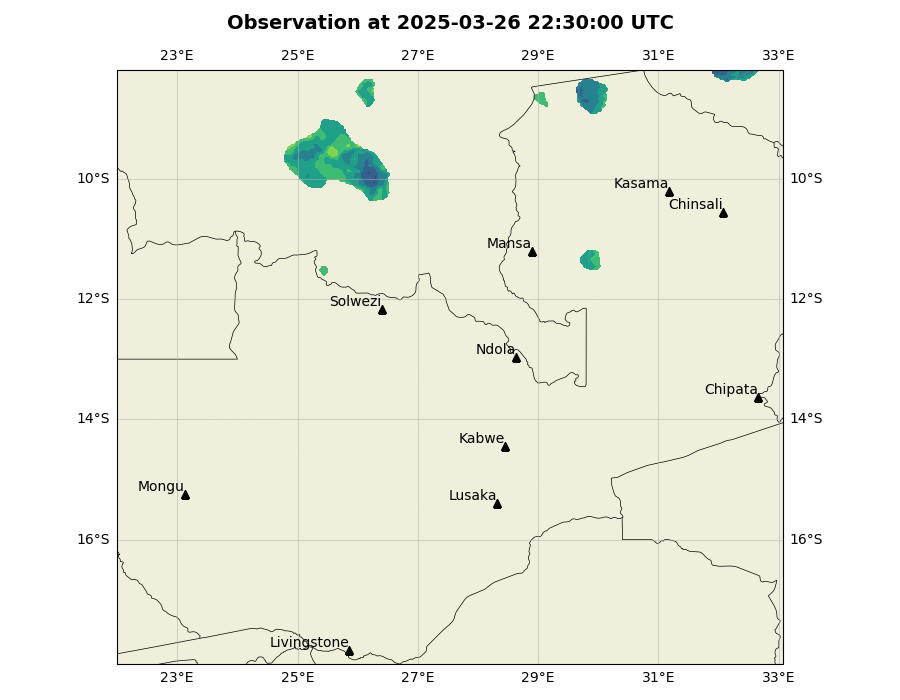 Observation at 2025-03-26 22:30:00 UTC
23°E 25°E 27°E 29°E 31°E 33°E
10°S 10°S
Kasama
Chinsali
Mansa
12°S 12°S
Solwezi
Ndola
Chipata
14°S 14°S
Kabwe
Mongu
Lusaka
16°S 16°S
Livingstone
23°E 25°E 27°E 29°E 31°E 33°E